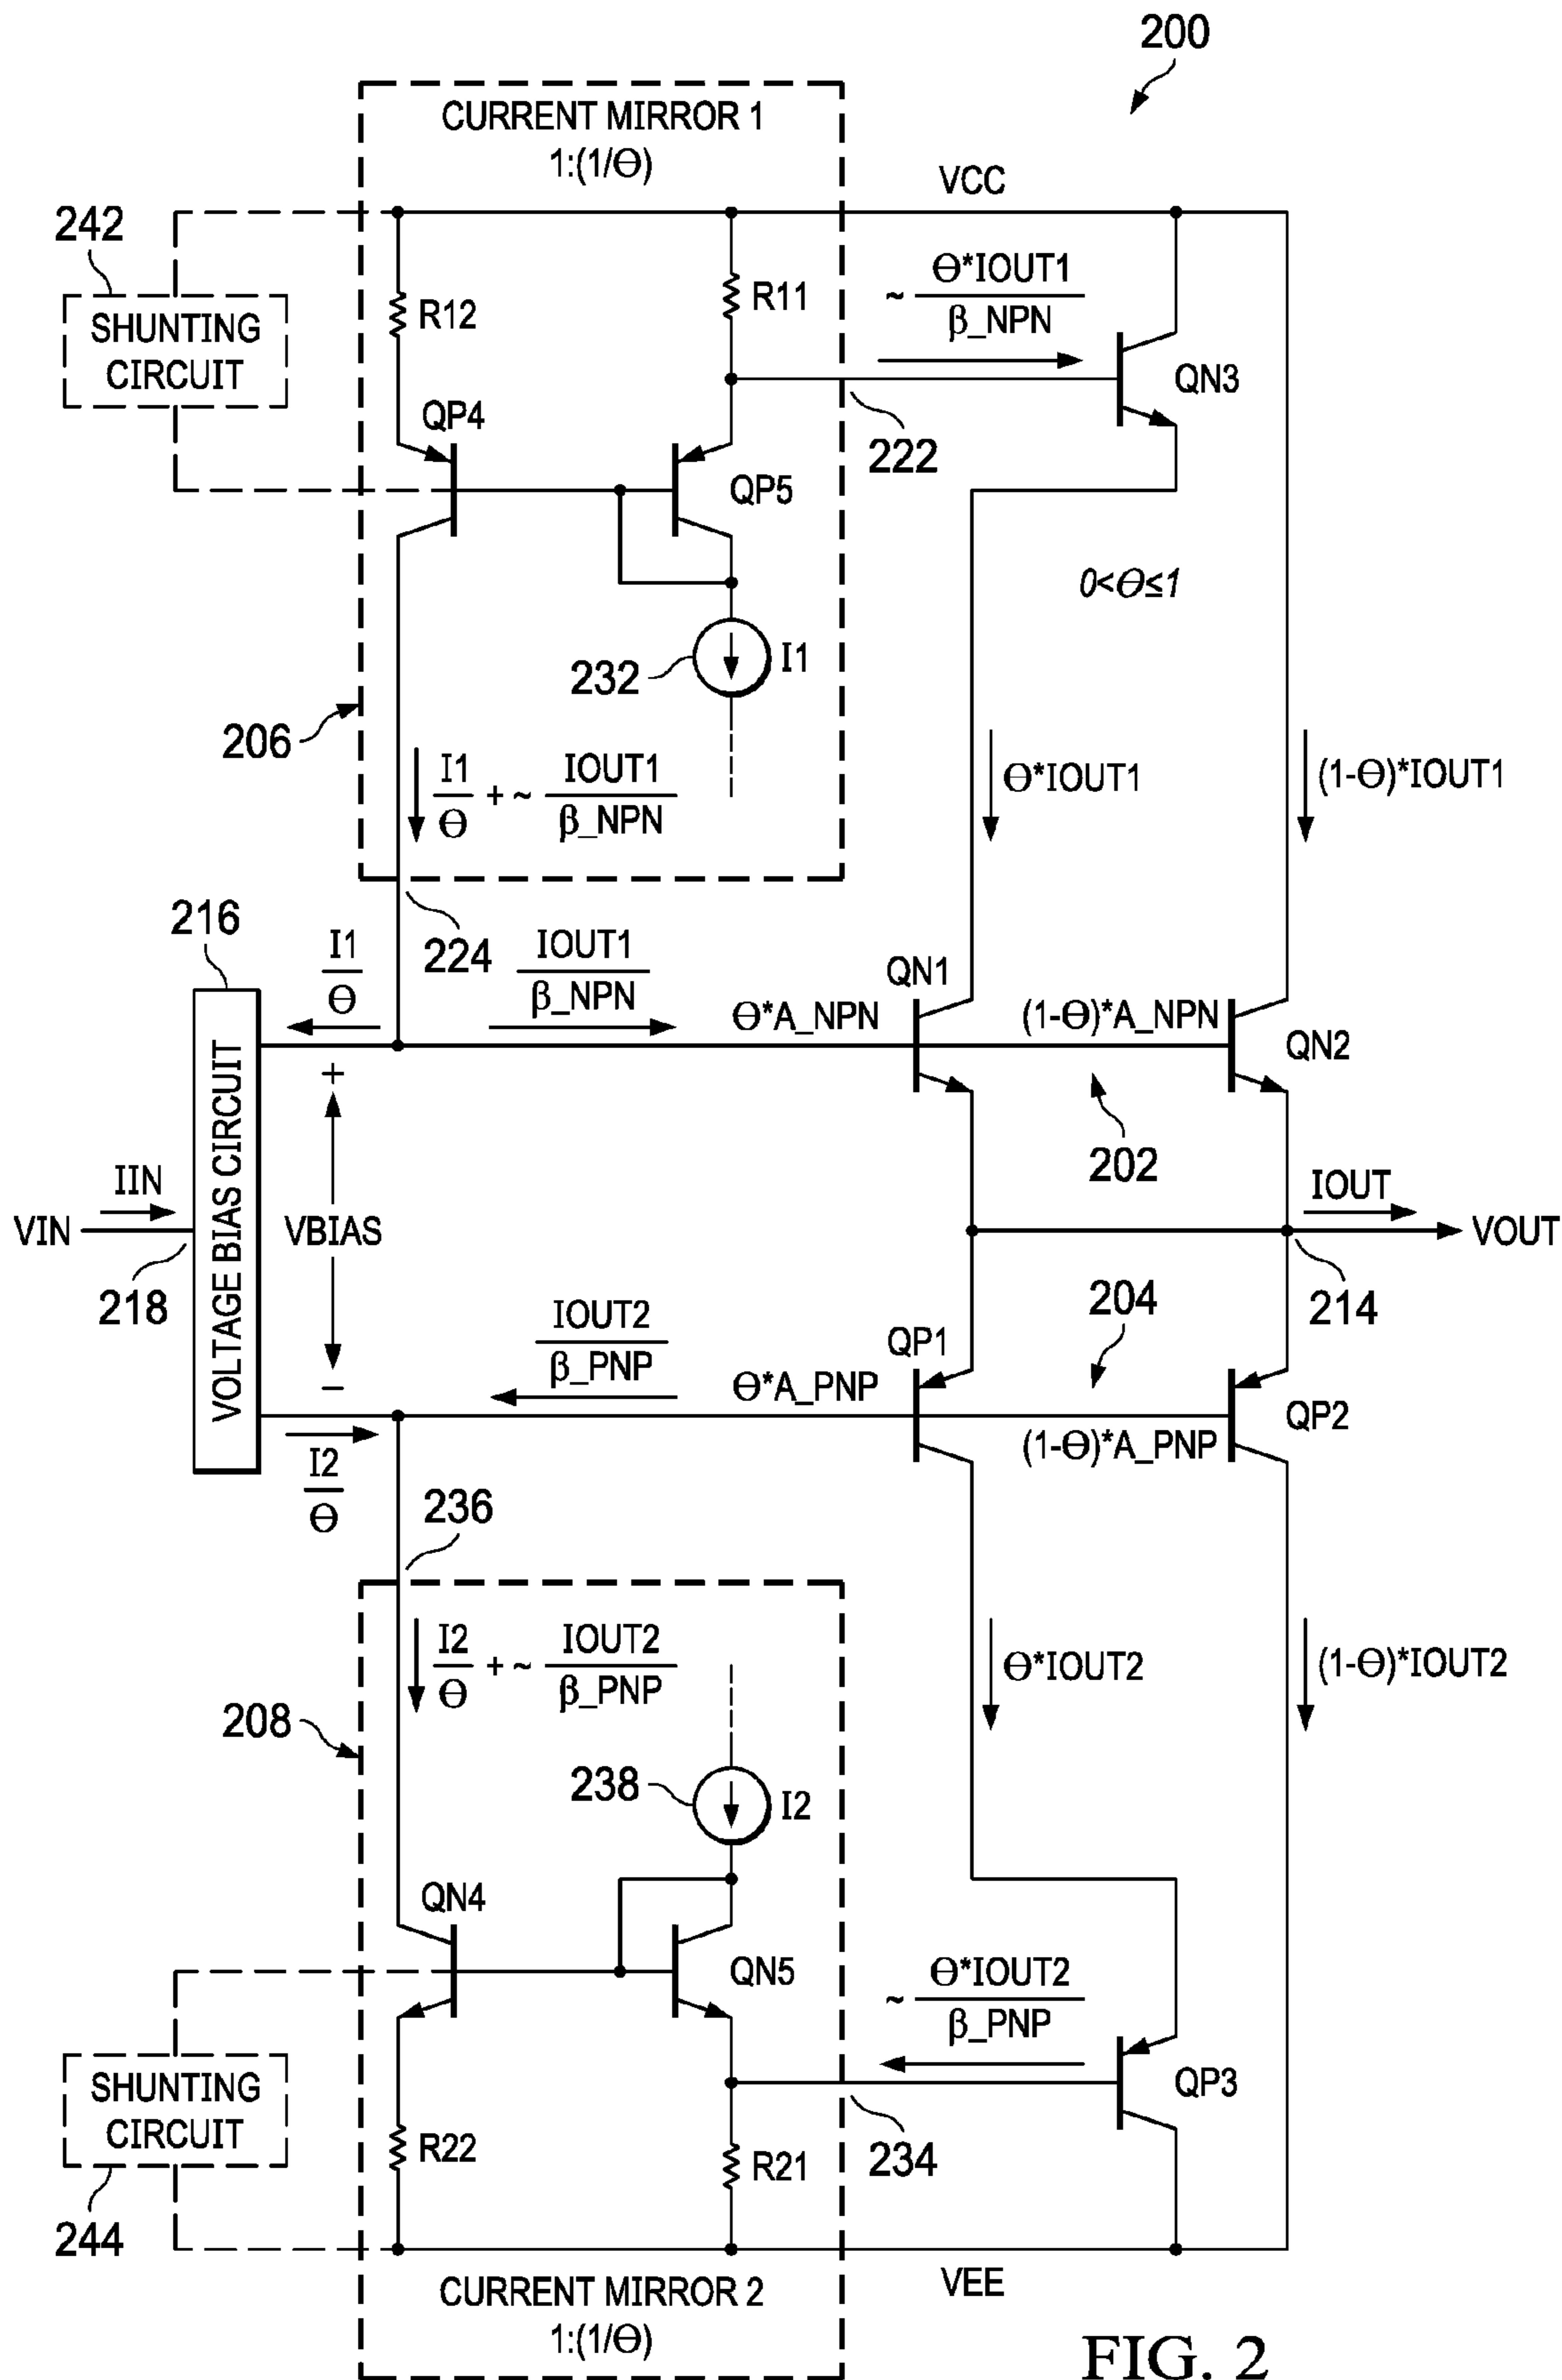 200
CURRENT MIRROR 1
1:(1/Θ)
VCC
242
SHUNTING
CIRCUIT
R12
R11
~ Θ*IOUT1
β_NPN
QN3
QP4
222
QP5
0<Θ≤1
232
I1
206
I1
Θ
+ ~
IOUT1
β_NPN
Θ*IOUT1
(1-Θ)*IOUT1
216
224
I1
Θ
IOUT1
β_NPN
QN1
Θ*A_NPN
(1-Θ)*A_NPN
QN2
+
202
VOLTAGE BIAS CIRCUIT
IIN
VIN
218
VBIAS
IOUT
VOUT
214
204
IOUT2
β_PNP
QP1
Θ*A_PNP
QP2
−
(1-Θ)*A_PNP
I2
Θ
236
I2
Θ
+ ~
IOUT2
β_PNP
Θ*IOUT2
(1-Θ)*IOUT2
208
238
I2
QN4
QN5
~ Θ*IOUT2
β_PNP
QP3
SHUNTING
CIRCUIT
R22
R21
234
244
VEE
CURRENT MIRROR 2
1:(1/Θ)
FIG. 2